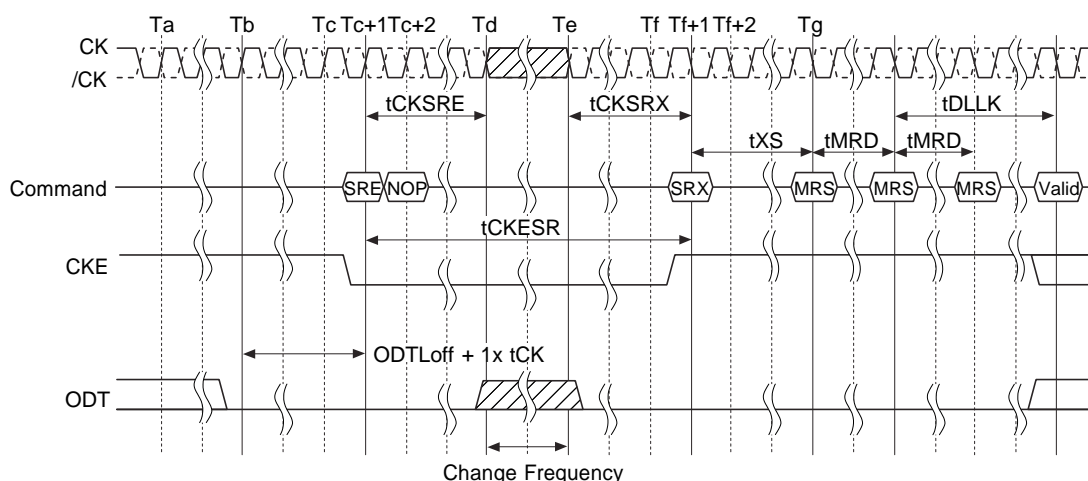 Ta Tb Tc Tc+1 Tc+2 Td Te Tf Tf+1 Tf+2 Tg
CK
/CK
tCKSRE tCKSRX tDLLK
tXS tMRD tMRD
Command SRE NOP SRX MRS MRS MRS Valid
tCKESR
CKE
ODTLoff + 1x tCK
ODT
Change Frequency